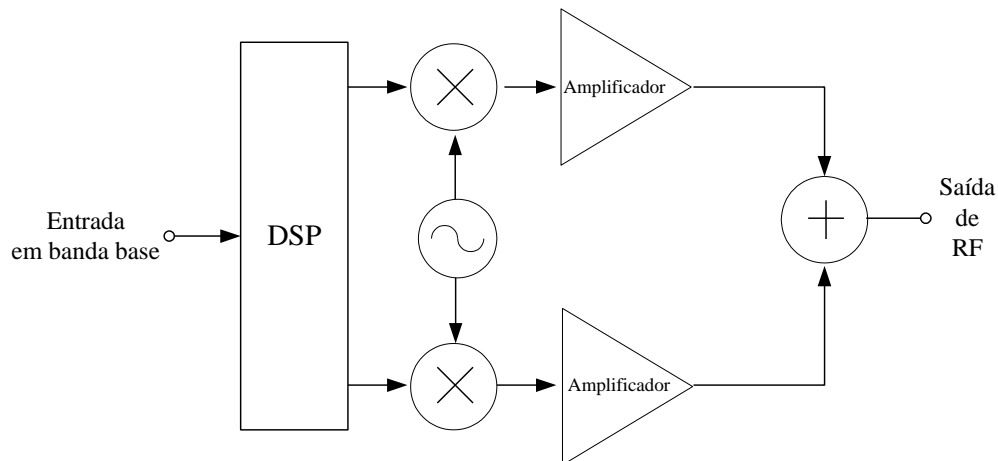 Amplificador
Entrada
em banda base
DSP
Saída
de
RF
Amplificador